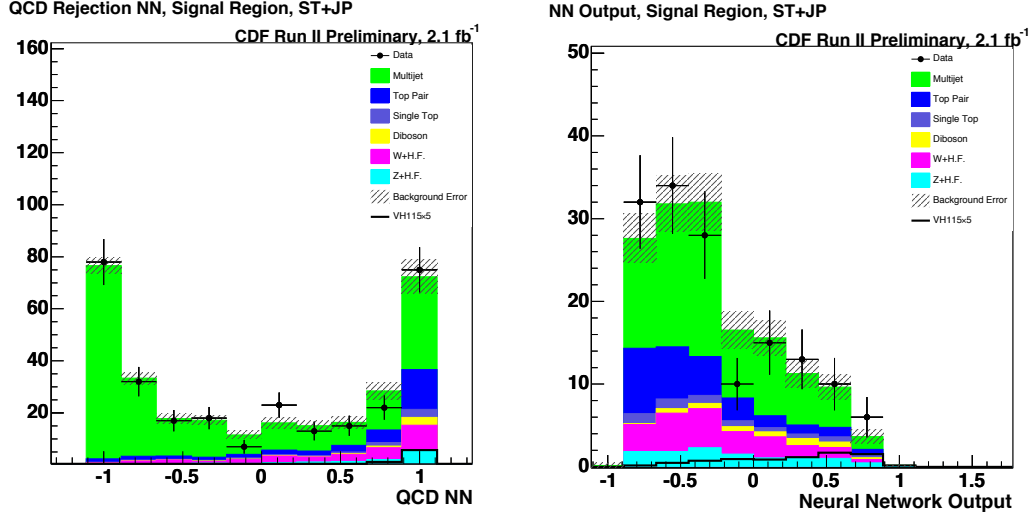 QCD Rejection NN, Signal Region, ST+JP
CDF Run II Preliminary, 2.1 fb⁻¹
160
140
120
100
80
60
40
20
Data
Multijet
Top Pair
Single Top
Diboson
W+H.F.
Z+H.F.
Background Error
VH115×5
-1 -0.5 0 0.5 1
QCD NN
NN Output, Signal Region, ST+JP
CDF Run II Preliminary, 2.1 fb⁻¹
50
40
30
20
10
0
Data
Multijet
Top Pair
Single Top
Diboson
W+H.F.
Z+H.F.
Background Error
VH115×5
-1 -0.5 0 0.5 1 1.5
Neural Network Output